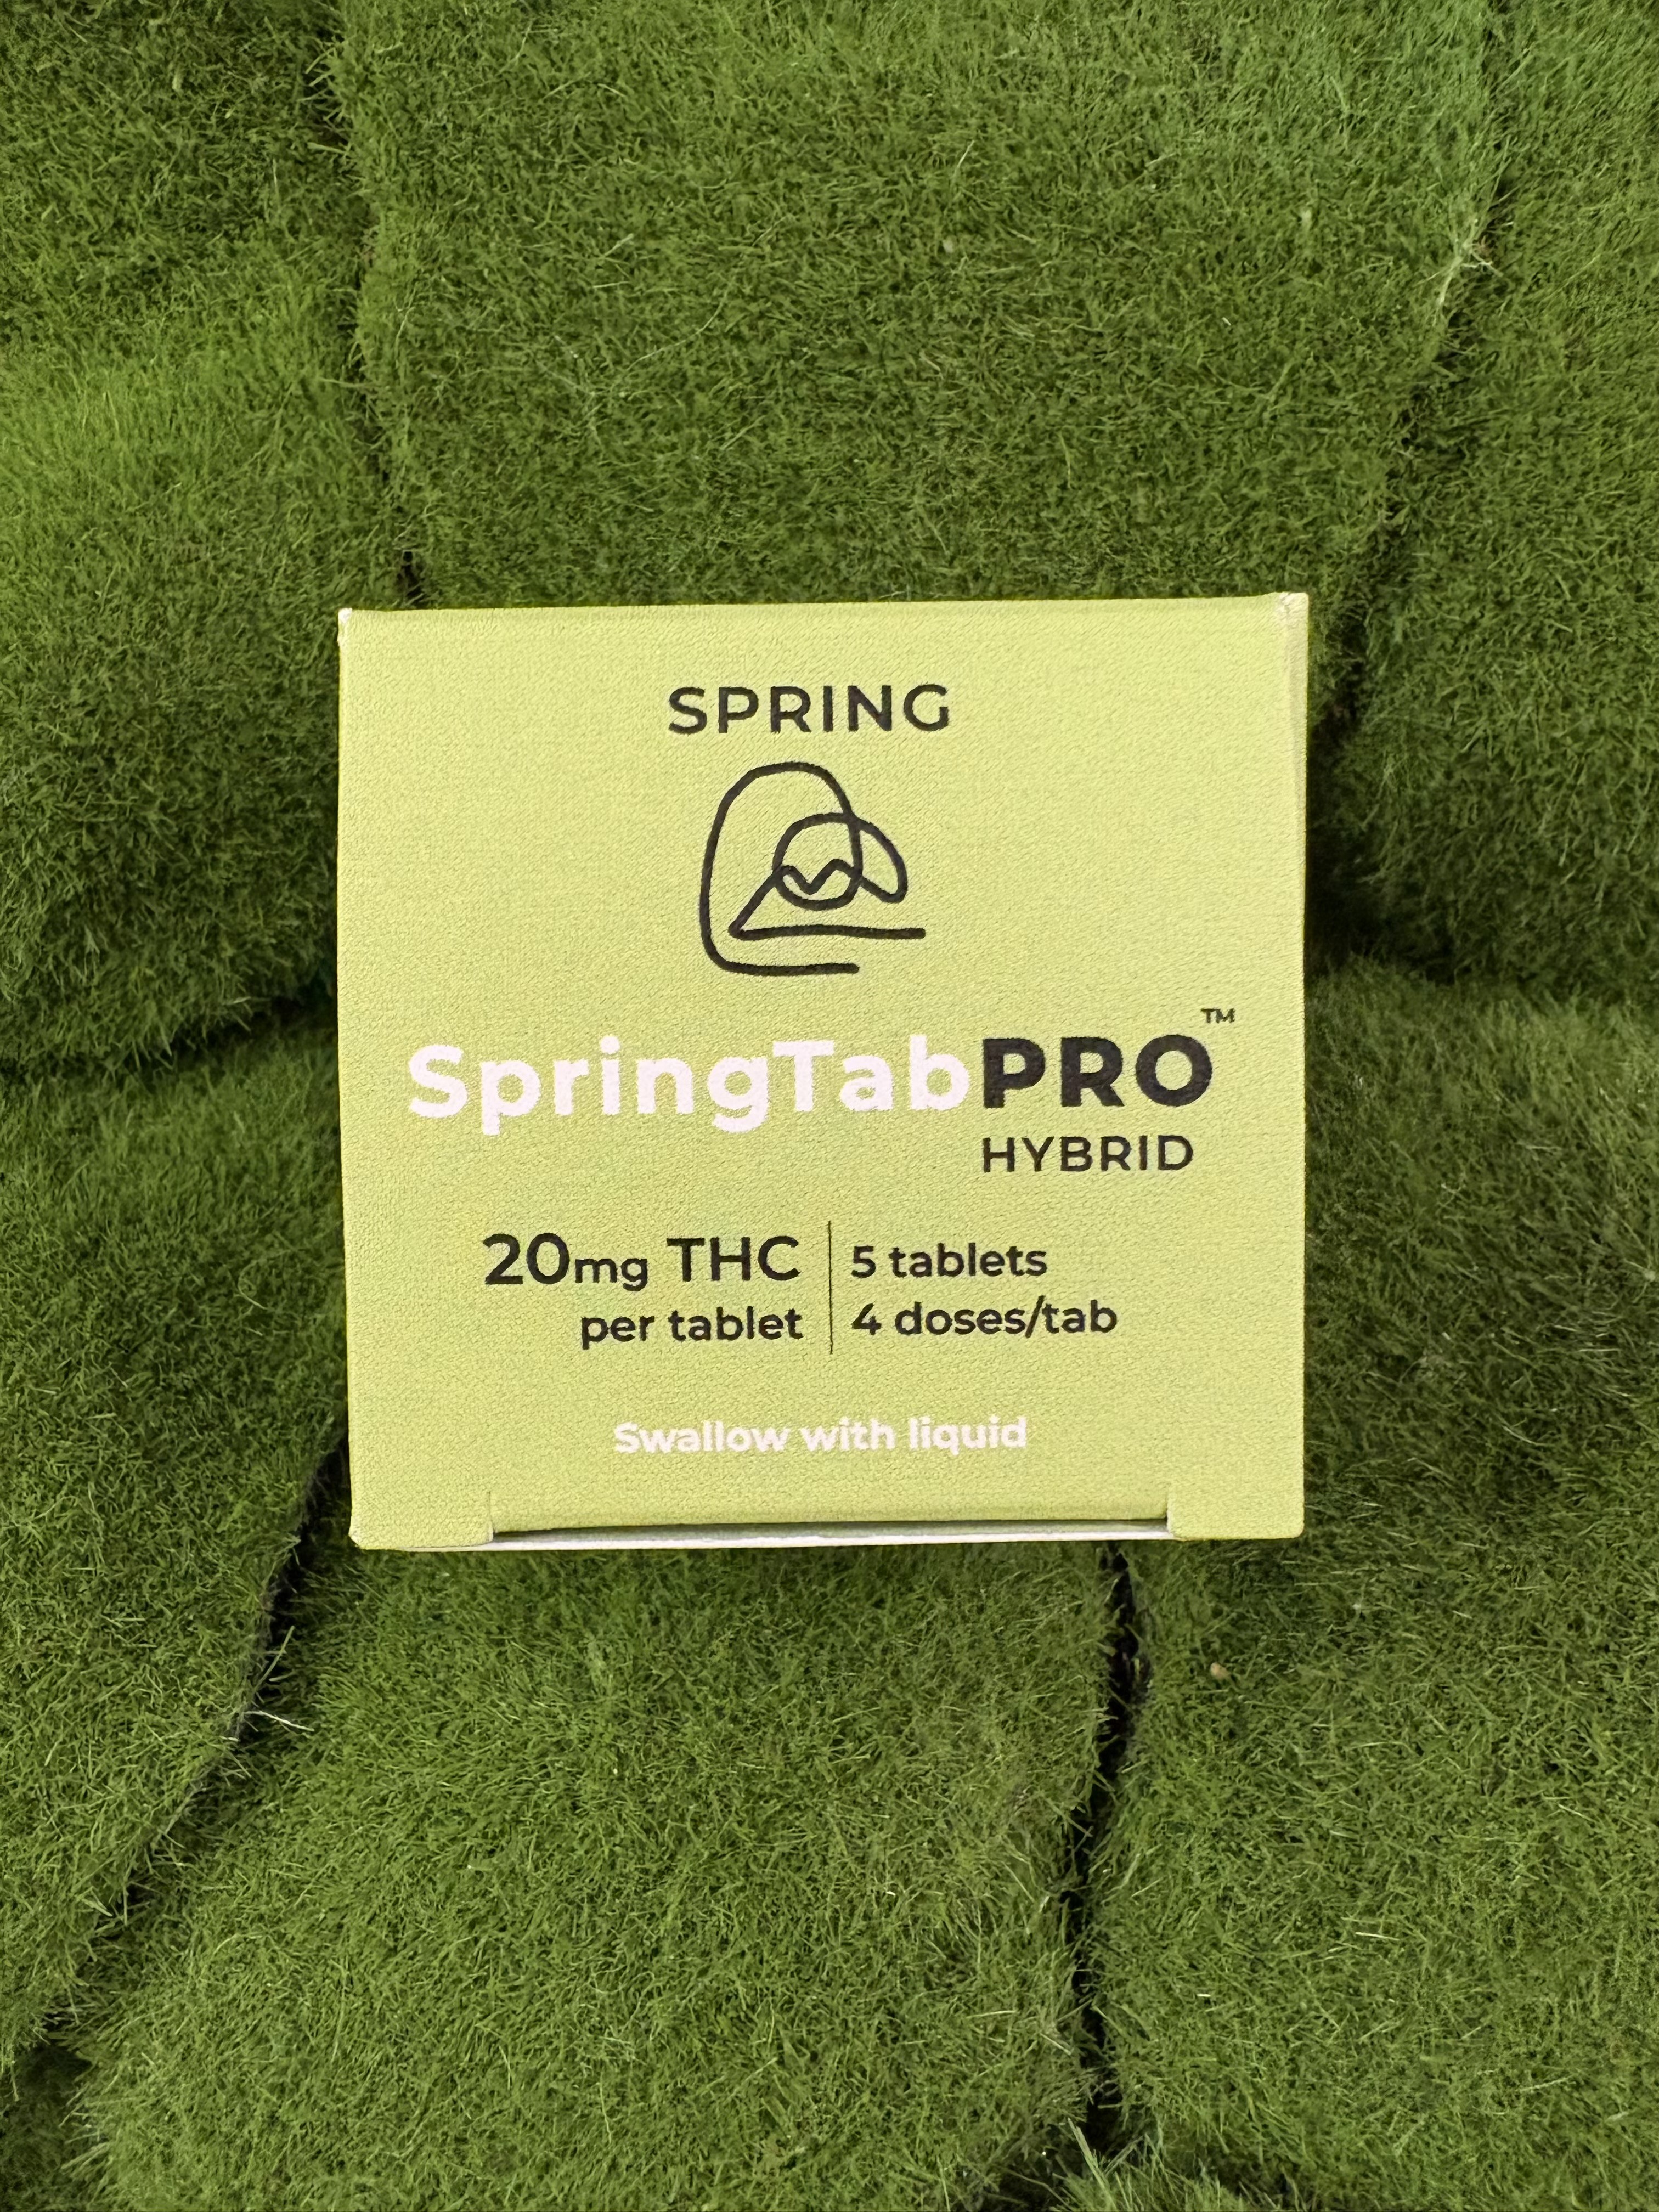 SPRING
SpringTabPRO™
HYBRID
20mg THC
per tablet
5 tablets
4 doses/tab
Swallow with liquid